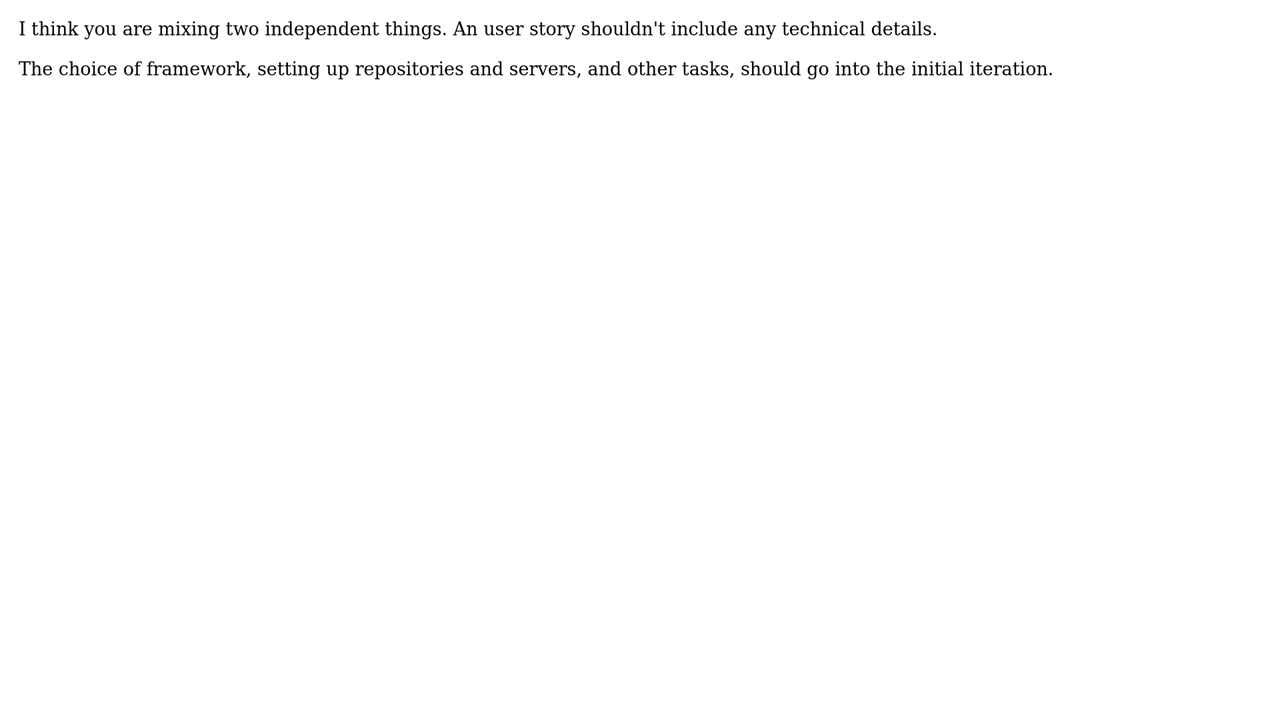 I think you are mixing two independent things. An user story shouldn't include any technical details.
The choice of framework, setting up repositories and servers, and other tasks, should go into the initial iteration.